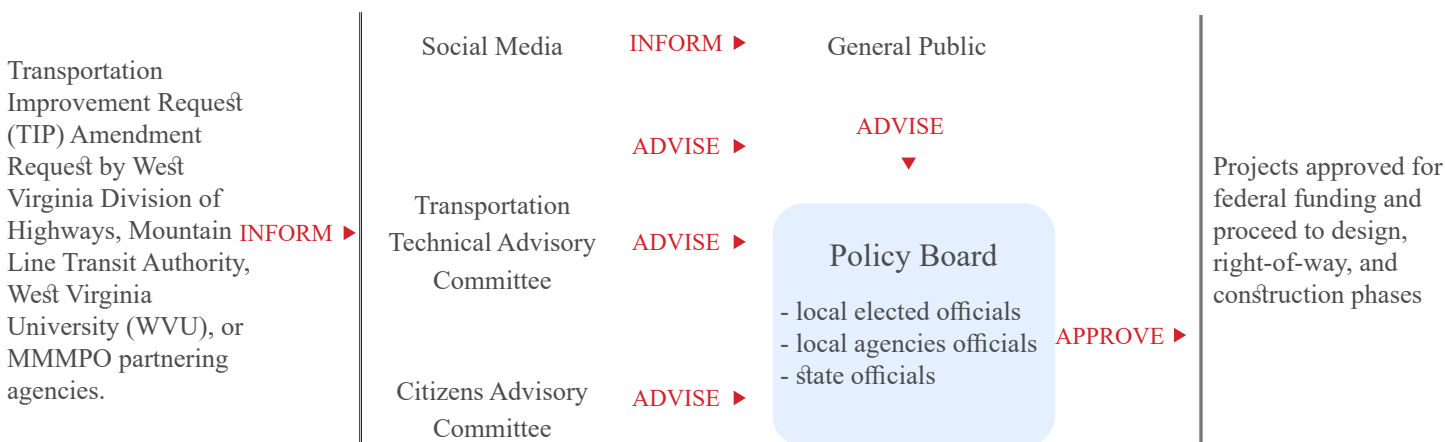 Transportation
Improvement Request
(TIP) Amendment
Request by West
Virginia Division of
Highways, Mountain
Line Transit Authority,
West Virginia
University (WVU), or
MMMPO partnering
agencies.
INFORM
Social Media
INFORM
General Public
ADVISE
ADVISE
Transportation
Technical Advisory
Committee
ADVISE
Citizens Advisory
Committee
ADVISE
Policy Board
- local elected officials
- local agencies officials
- state officials
APPROVE
Projects approved for
federal funding and
proceed to design,
right-of-way, and
construction phases